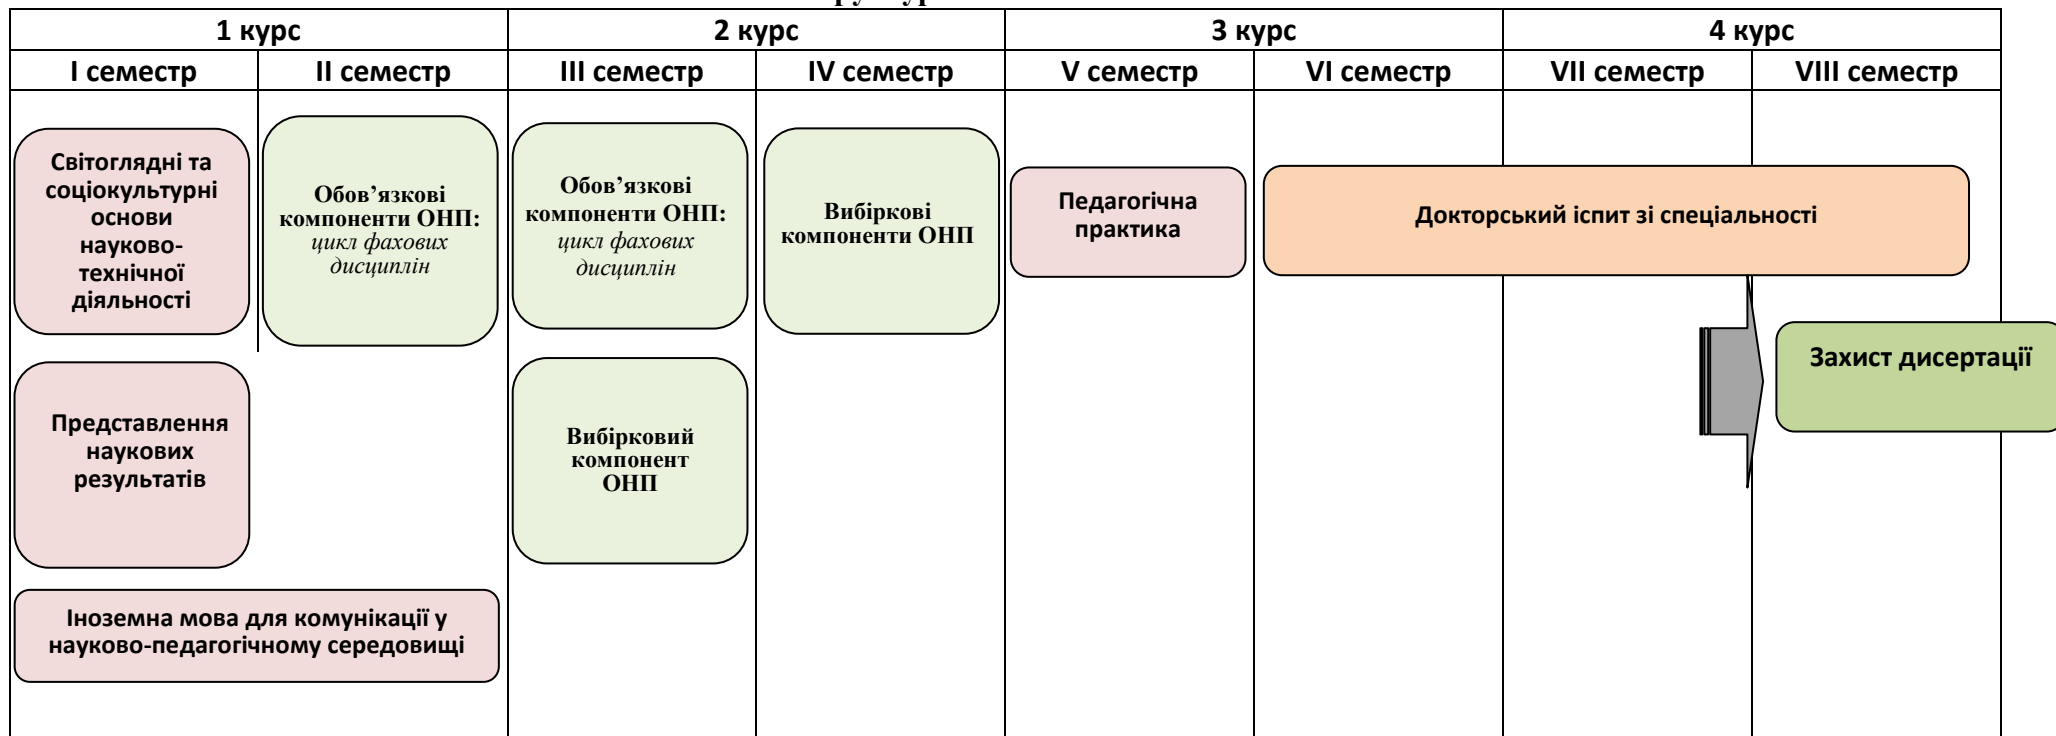 1 курс
2 курс
3 курс
4 курс
I семестр
II семестр
III семестр
IV семестр
V семестр
VI семестр
VII семестр
VIII семестр
Світоглядні та
соціокультурні
основи
науково-
технічної
діяльності
Обов’язкові
компоненти ОНП:
цикл фахових
дисциплін
Обов’язкові
компоненти ОНП:
цикл фахових
дисциплін
Вибіркові
компоненти ОНП
Педагогічна
практика
Докторський іспит зі спеціальності
Захист дисертації
Представлення
наукових
результатів
Вибірковий
компонент
ОНП
Іноземна мова для комунікації у
науково-педагогічному середовищі